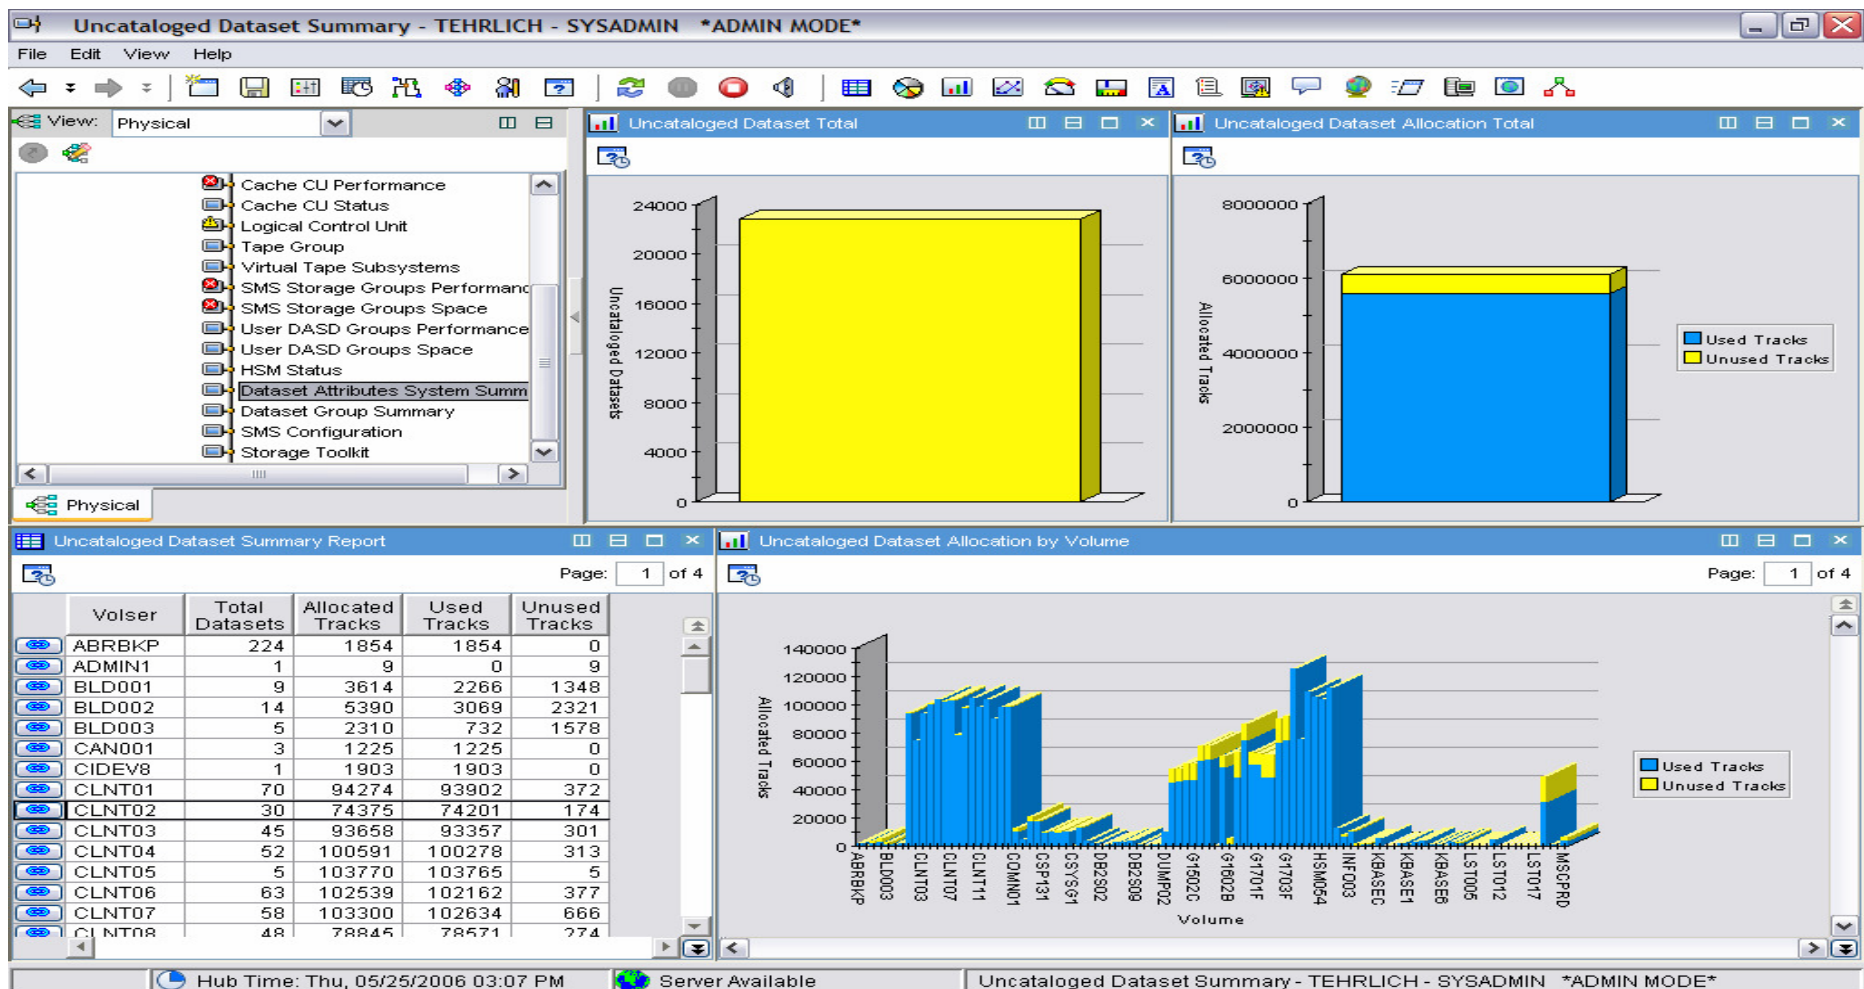 Uncataloged Dataset Summary - TEHRLICH - SYSADMIN *ADMIN MODE*
File Edit View Help
View: Physical
Cache CU Performance
Cache CU Status
Logical Control Unit
Tape Group
Virtual Tape Subsystems
SMS Storage Groups Performanc
SMS Storage Groups Space
User DASD Groups Performance
User DASD Groups Space
HSM Status
Dataset Attributes System Summ
Dataset Group Summary
SMS Configuration
Storage Toolkit
Physical
Uncataloged Dataset Total
24000
20000
16000
12000
8000
4000
0
Uncataloged Datasets
Uncataloged Dataset Allocation Total
8000000
6000000
4000000
2000000
0
Allocated Tracks
Used Tracks
Unused Tracks
Uncataloged Dataset Summary Report
Page: 1 of 4
Volser Total Datasets Allocated Tracks Used Tracks Unused Tracks
ABRBKP 224 1854 1854 0
ADMIN1 1 9 0 9
BLD001 9 3614 2266 1348
BLD002 14 5390 3069 2321
BLD003 5 2310 732 1578
CAN001 3 1225 1225 0
CIDEV8 1 1903 1903 0
CLNT01 70 94274 93902 372
CLNT02 30 74375 74201 174
CLNT03 45 93658 93357 301
CLNT04 52 100591 100278 313
CLNT05 5 103770 103765 5
CLNT06 63 102539 102162 377
CLNT07 58 103300 102634 666
CLNT08 48 78845 78571 274
Uncataloged Dataset Allocation by Volume
Page: 1 of 4
140000
120000
100000
80000
60000
40000
20000
0
Allocated Tracks
ABRBKP
BLD003
CLNT03
CLNT07
CLNT11
COMN01
CSP131
CSYSG1
DB2S02
DB2S09
DUMP02
G1502C
G1602B
G1701F
G1703F
HSM054
INFO03
KBASEC
KBASE1
KBASE6
LST005
LST012
LST017
MSCPRD
Volume
Used Tracks
Unused Tracks
Hub Time: Thu, 05/25/2006 03:07 PM
Server Available
Uncataloged Dataset Summary - TEHRLICH - SYSADMIN *ADMIN MODE*